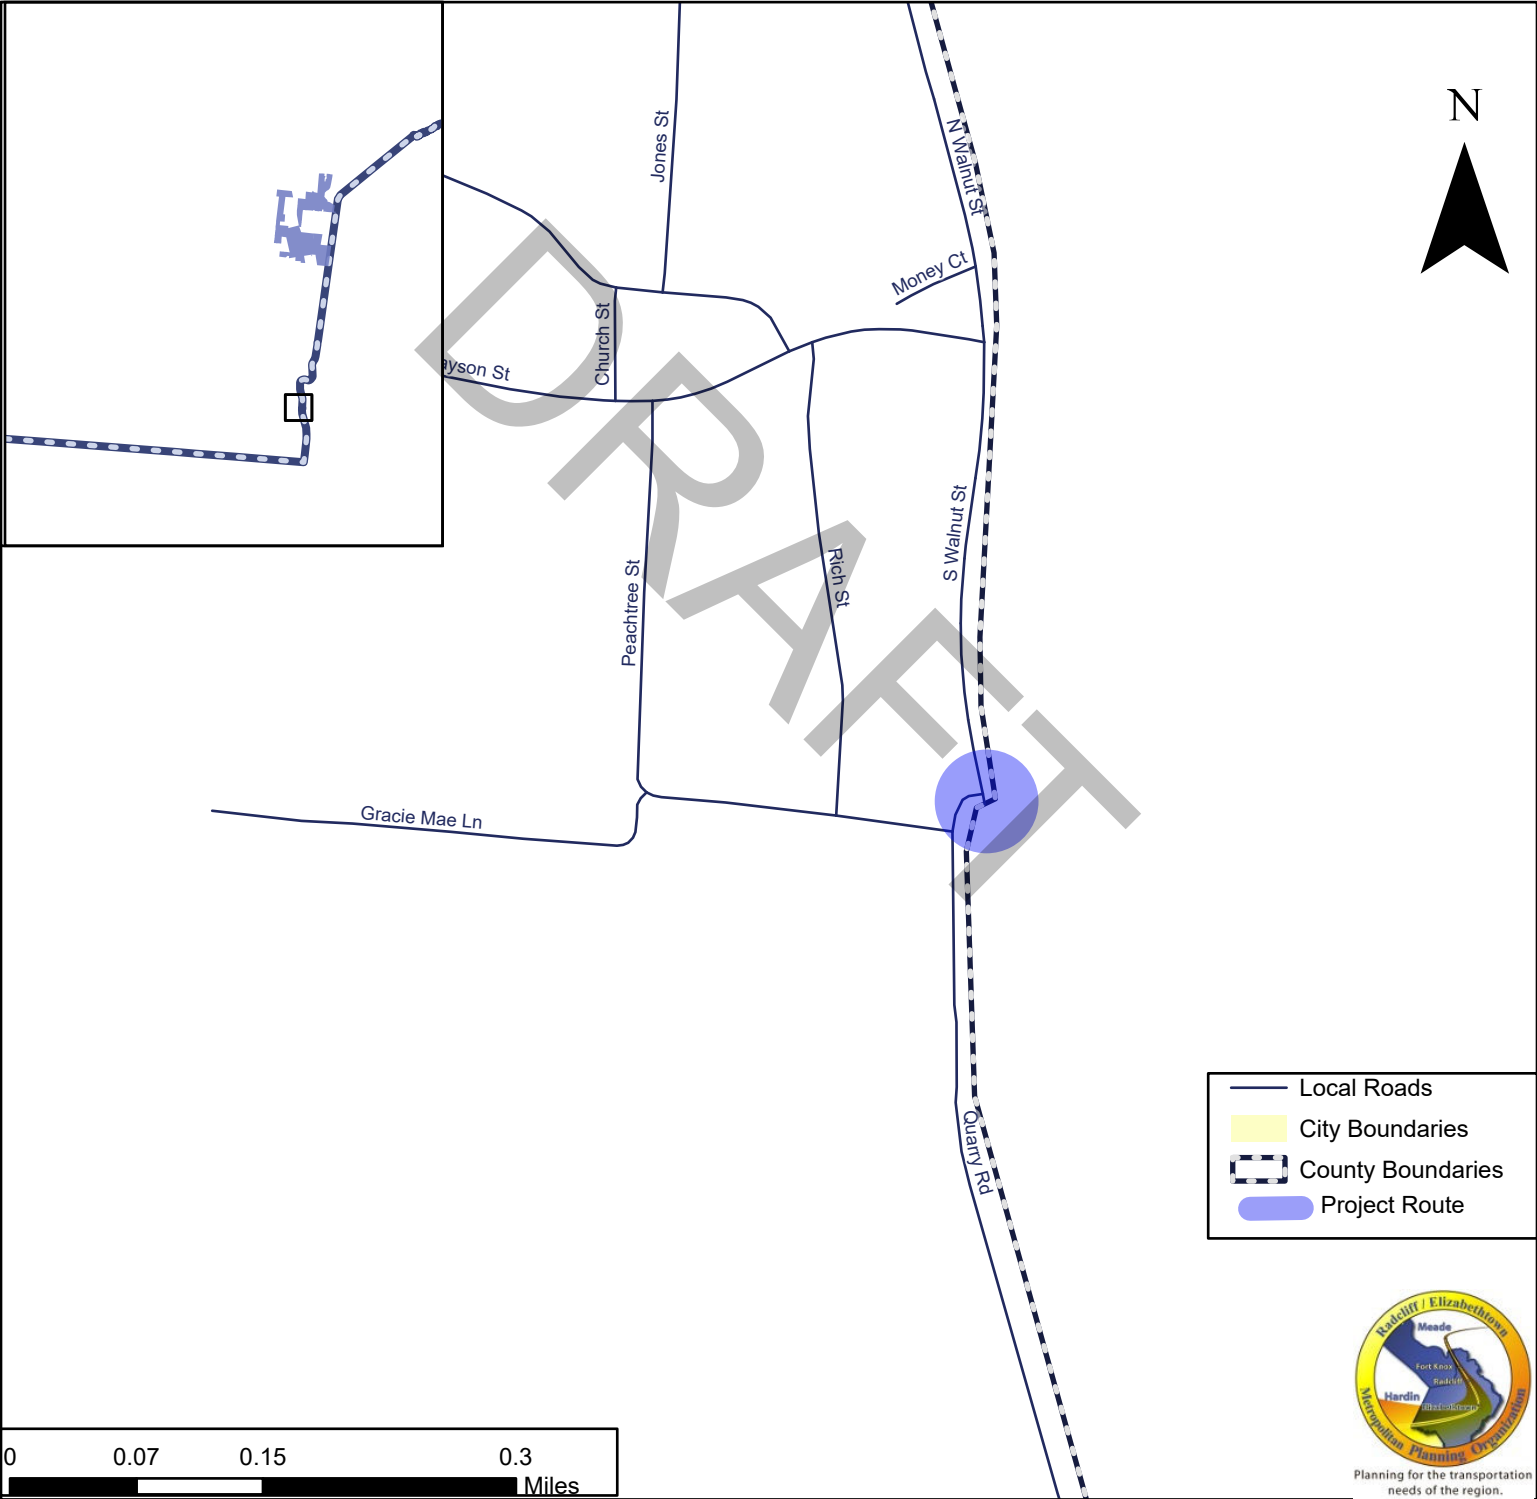 N
Jones St
N Walnut St
Money Ct
Church St
ayson St
S Walnut St
Rich St
Peachtree St
Gracie Mae Ln
Quarry Rd
DRAFT
Local Roads
City Boundaries
County Boundaries
Project Route
0 0.07 0.15 0.3
Miles
Radcliff / Elizabethtown
Meade
Fort Knox
Radcliff
Hardin
Elizabethtown
Metropolitan Planning Organization
Planning for the transportation
needs of the region.